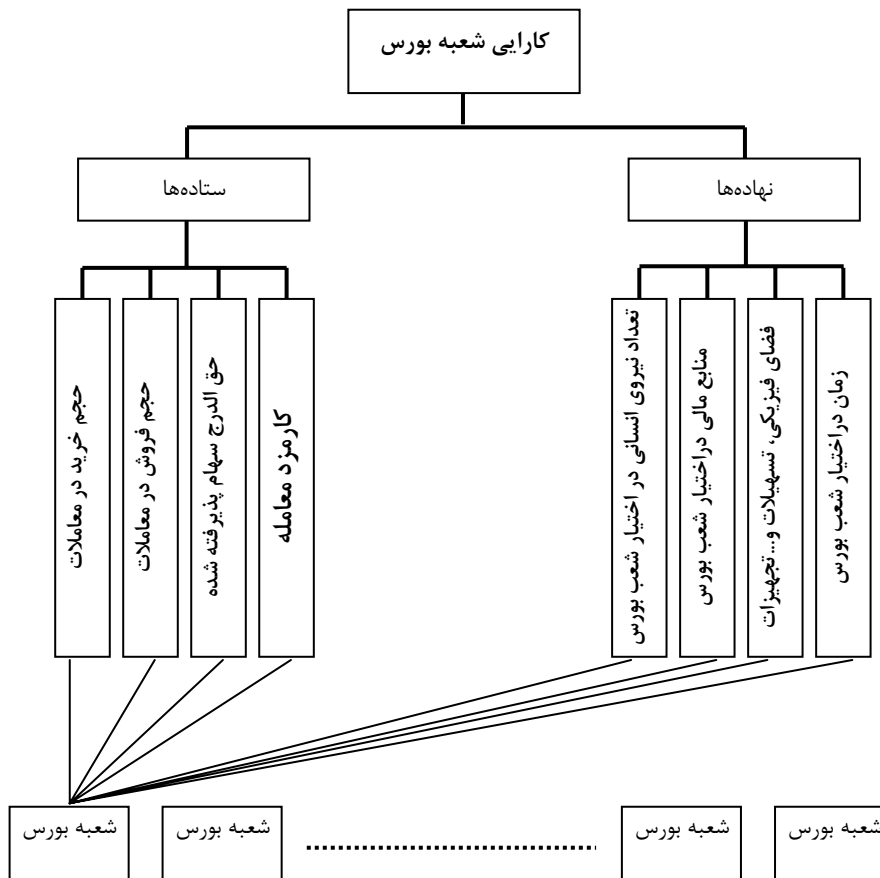 کارایی شعبه بورس
نهاده‌ها
ستاده‌ها
زمان دراختیار شعب بورس
فضای فیزیکی، تسهیلات و... تجهیزات
منابع مالی دراختیار شعب بورس
تعداد نیروی انسانی در اختیار شعب بورس
کارمزد معامله
حق الدرج سهام پذیرفته شده
حجم فروش در معاملات
حجم خرید در معاملات
شعبه بورس
شعبه بورس
شعبه بورس
شعبه بورس